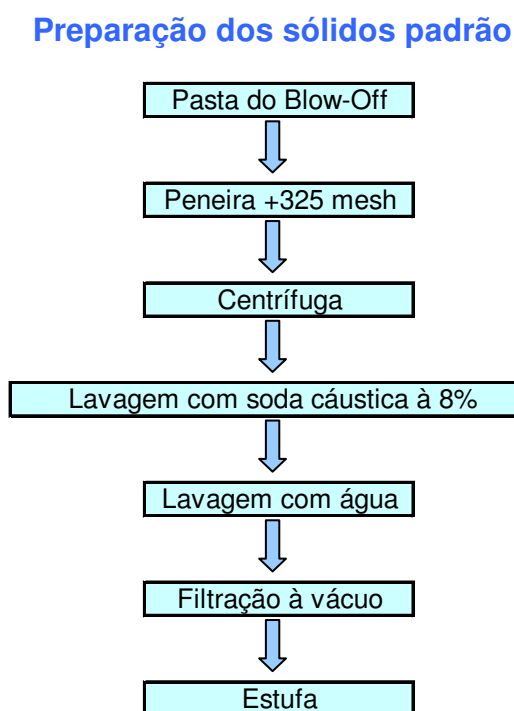 Preparação dos sólidos padrão
Pasta do Blow-Off
Peneira +325 mesh
Centrífuga
Lavagem com soda cáustica à 8%
Lavagem com água
Filtração à vácuo
Estufa